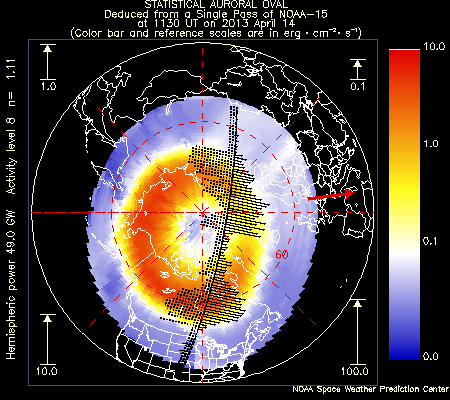 STATISTICAL AURORAL OVAL
Deduced from a Single Pass of NOAA-15
at 1130 UT on 2013 April 14
(Color bar and reference scales are in erg·cm⁻²·s⁻¹)
Hemispheric power 49.0 GW Activity level 8 n= 1.11
1.0
0.1
10.0
1.0
0.1
0.0
60
10.0
100.0
NOAA Space Weather Prediction Center